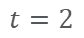 t = 2